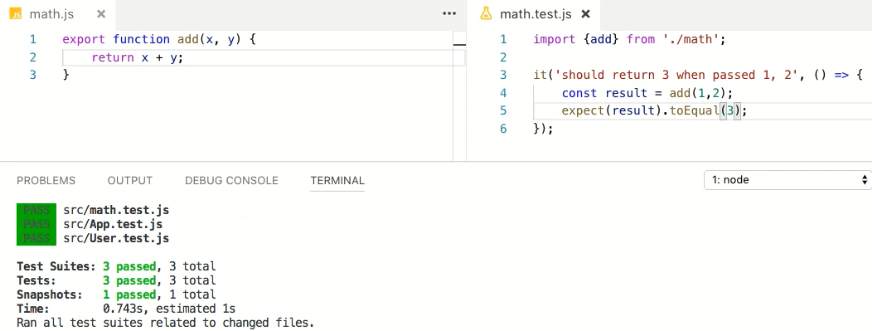 JS math.js ×
1 export function add(x, y) {
2 return x + y;
3 }
math.test.js ×
1 import {add} from './math';
2
3 it('should return 3 when passed 1, 2', () => {
4 const result = add(1,2);
5 expect(result).toEqual(3);
6 });
PROBLEMS OUTPUT DEBUG CONSOLE TERMINAL 1: node
PASS src/math.test.js
PASS src/App.test.js
PASS src/User.test.js
Test Suites: 3 passed, 3 total
Tests: 3 passed, 3 total
Snapshots: 1 passed, 1 total
Time: 0.743s, estimated 1s
Ran all test suites related to changed files.